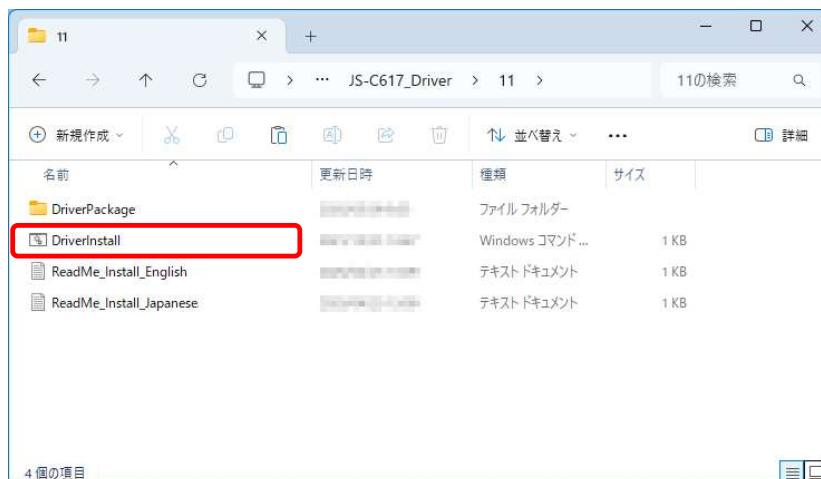 11
JS-C617_Driver 11 11の検索
新規作成 並べ替え 詳細
名前 更新日時 種類 サイズ
DriverPackage ファイル フォルダー
DriverInstall Windows コマンド ... 1 KB
ReadMe_Install_English テキスト ドキュメント 1 KB
ReadMe_Install_Japanese テキスト ドキュメント 1 KB
4 個の項目